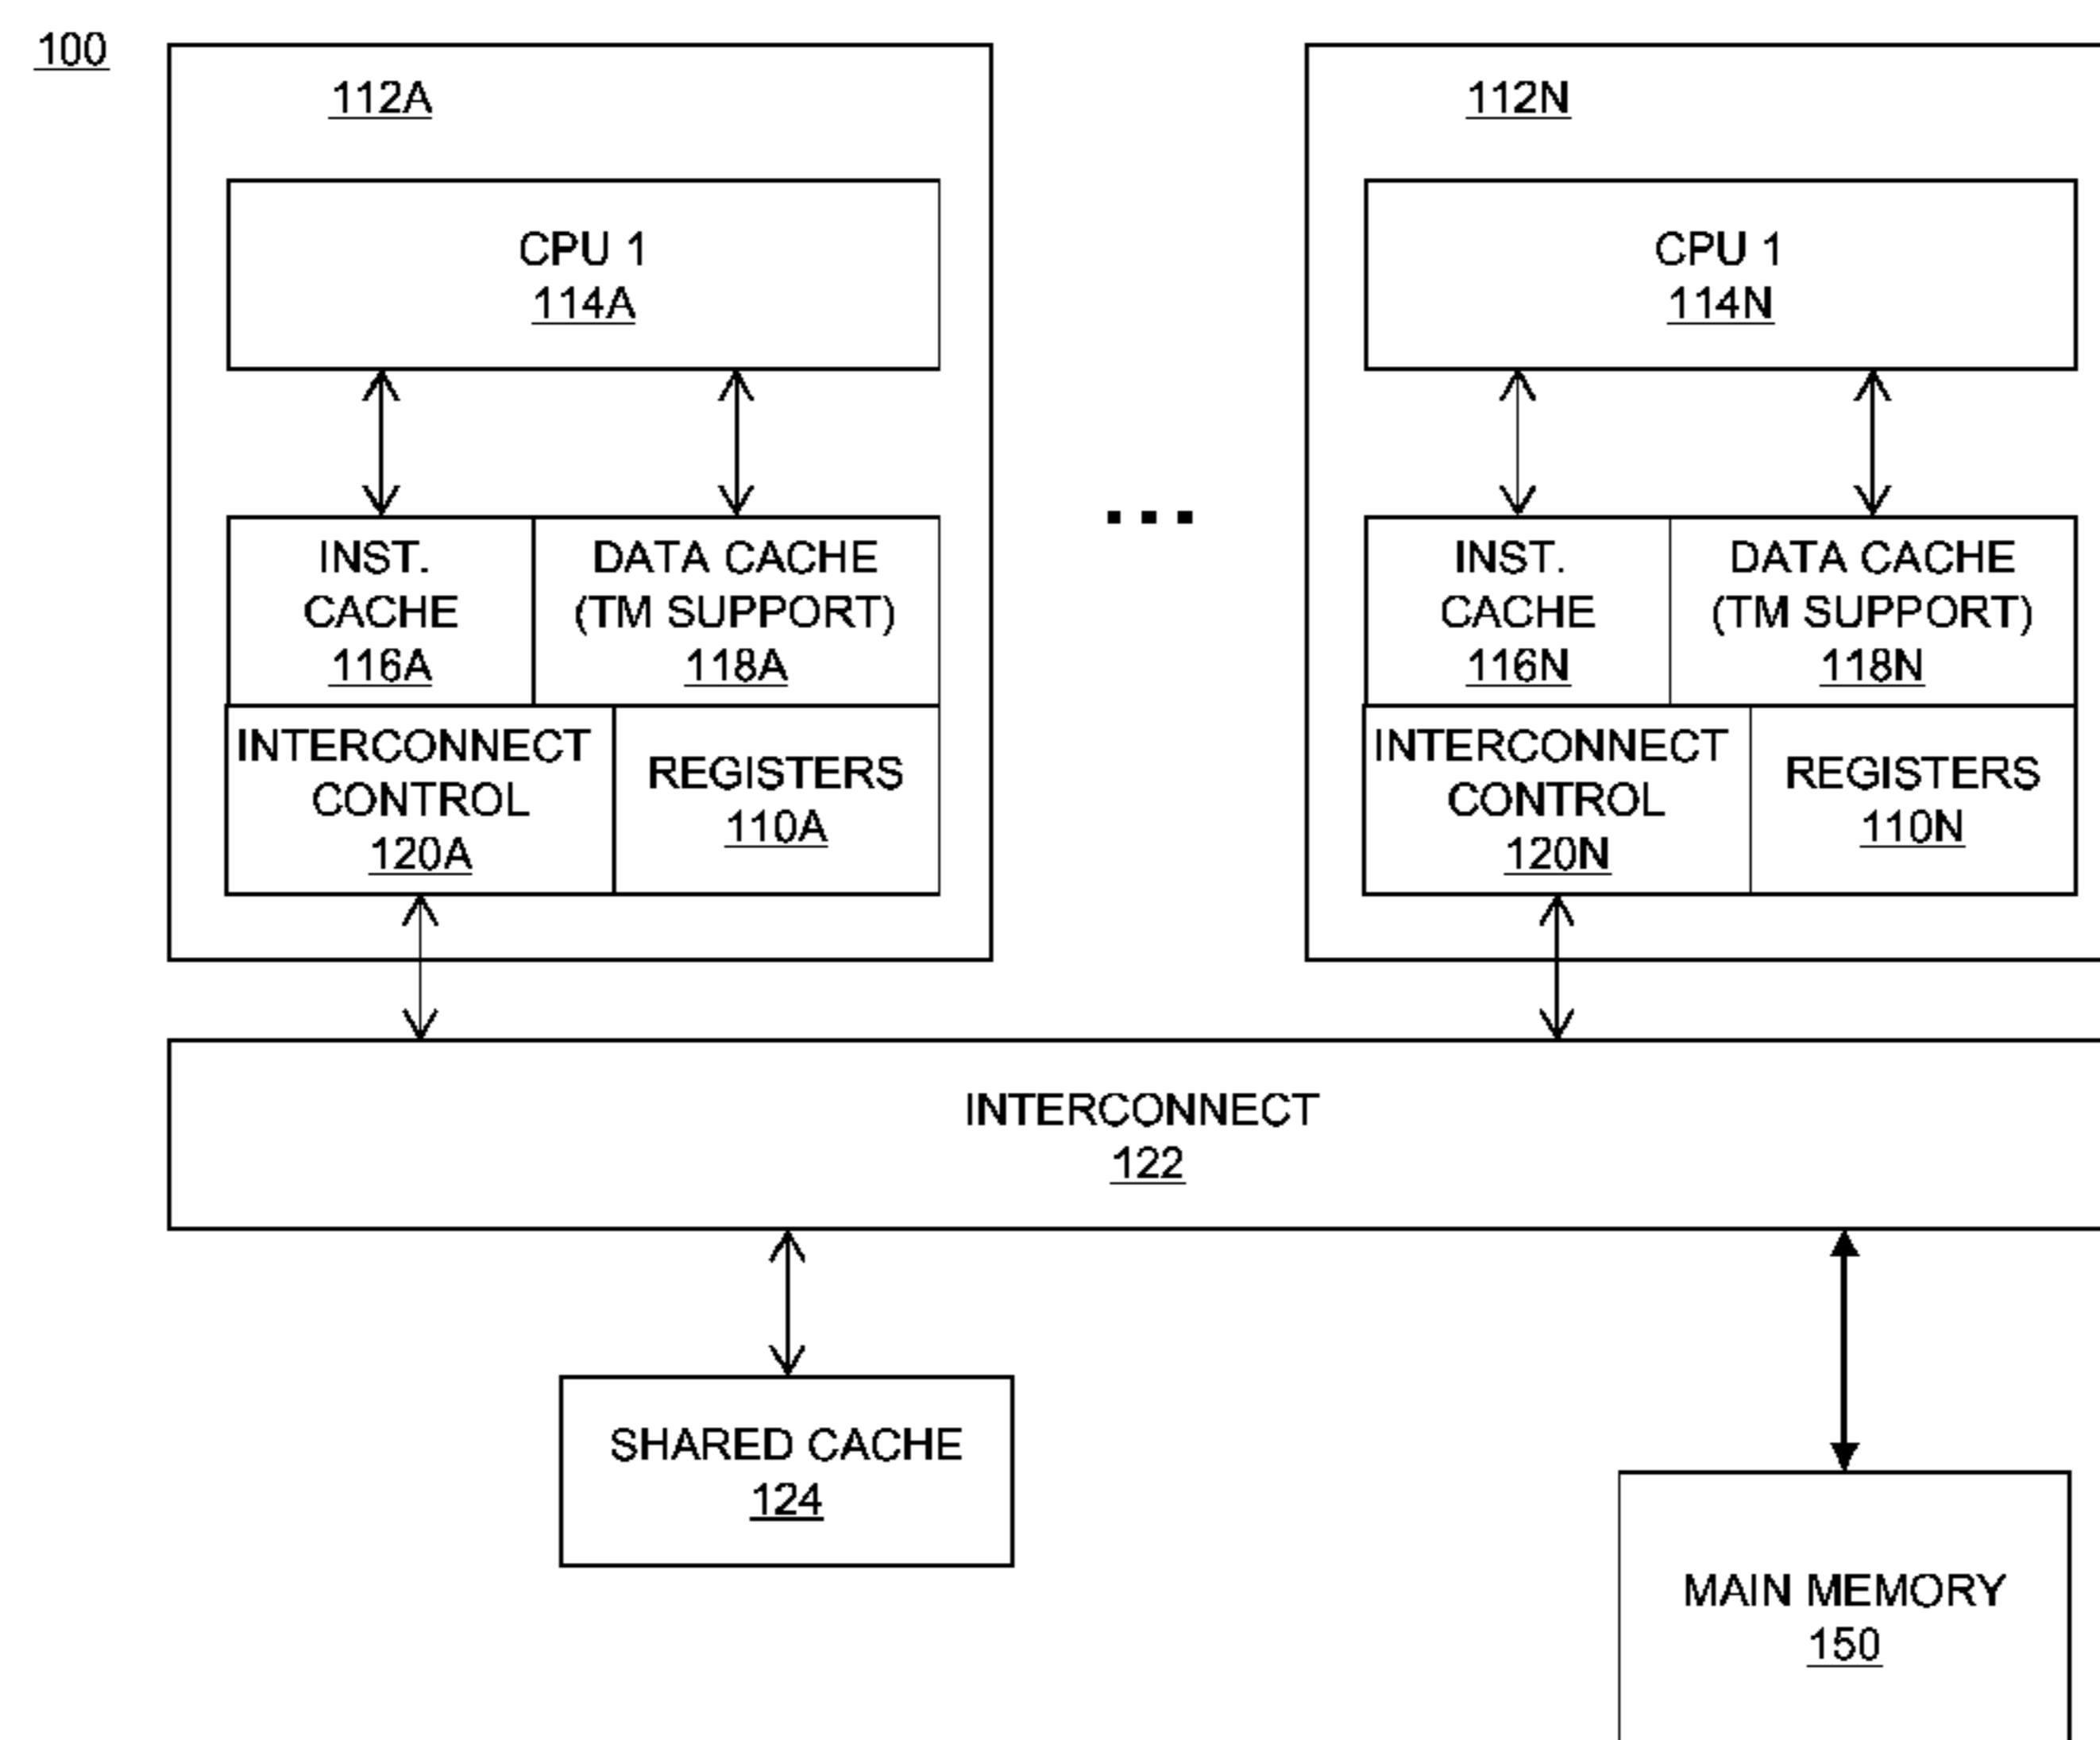 100
112A
CPU 1
114A
INST.
CACHE
116A
DATA CACHE
(TM SUPPORT)
118A
INTERCONNECT
CONTROL
120A
REGISTERS
110A
...
112N
CPU 1
114N
INST.
CACHE
116N
DATA CACHE
(TM SUPPORT)
118N
INTERCONNECT
CONTROL
120N
REGISTERS
110N
INTERCONNECT
122
SHARED CACHE
124
MAIN MEMORY
150